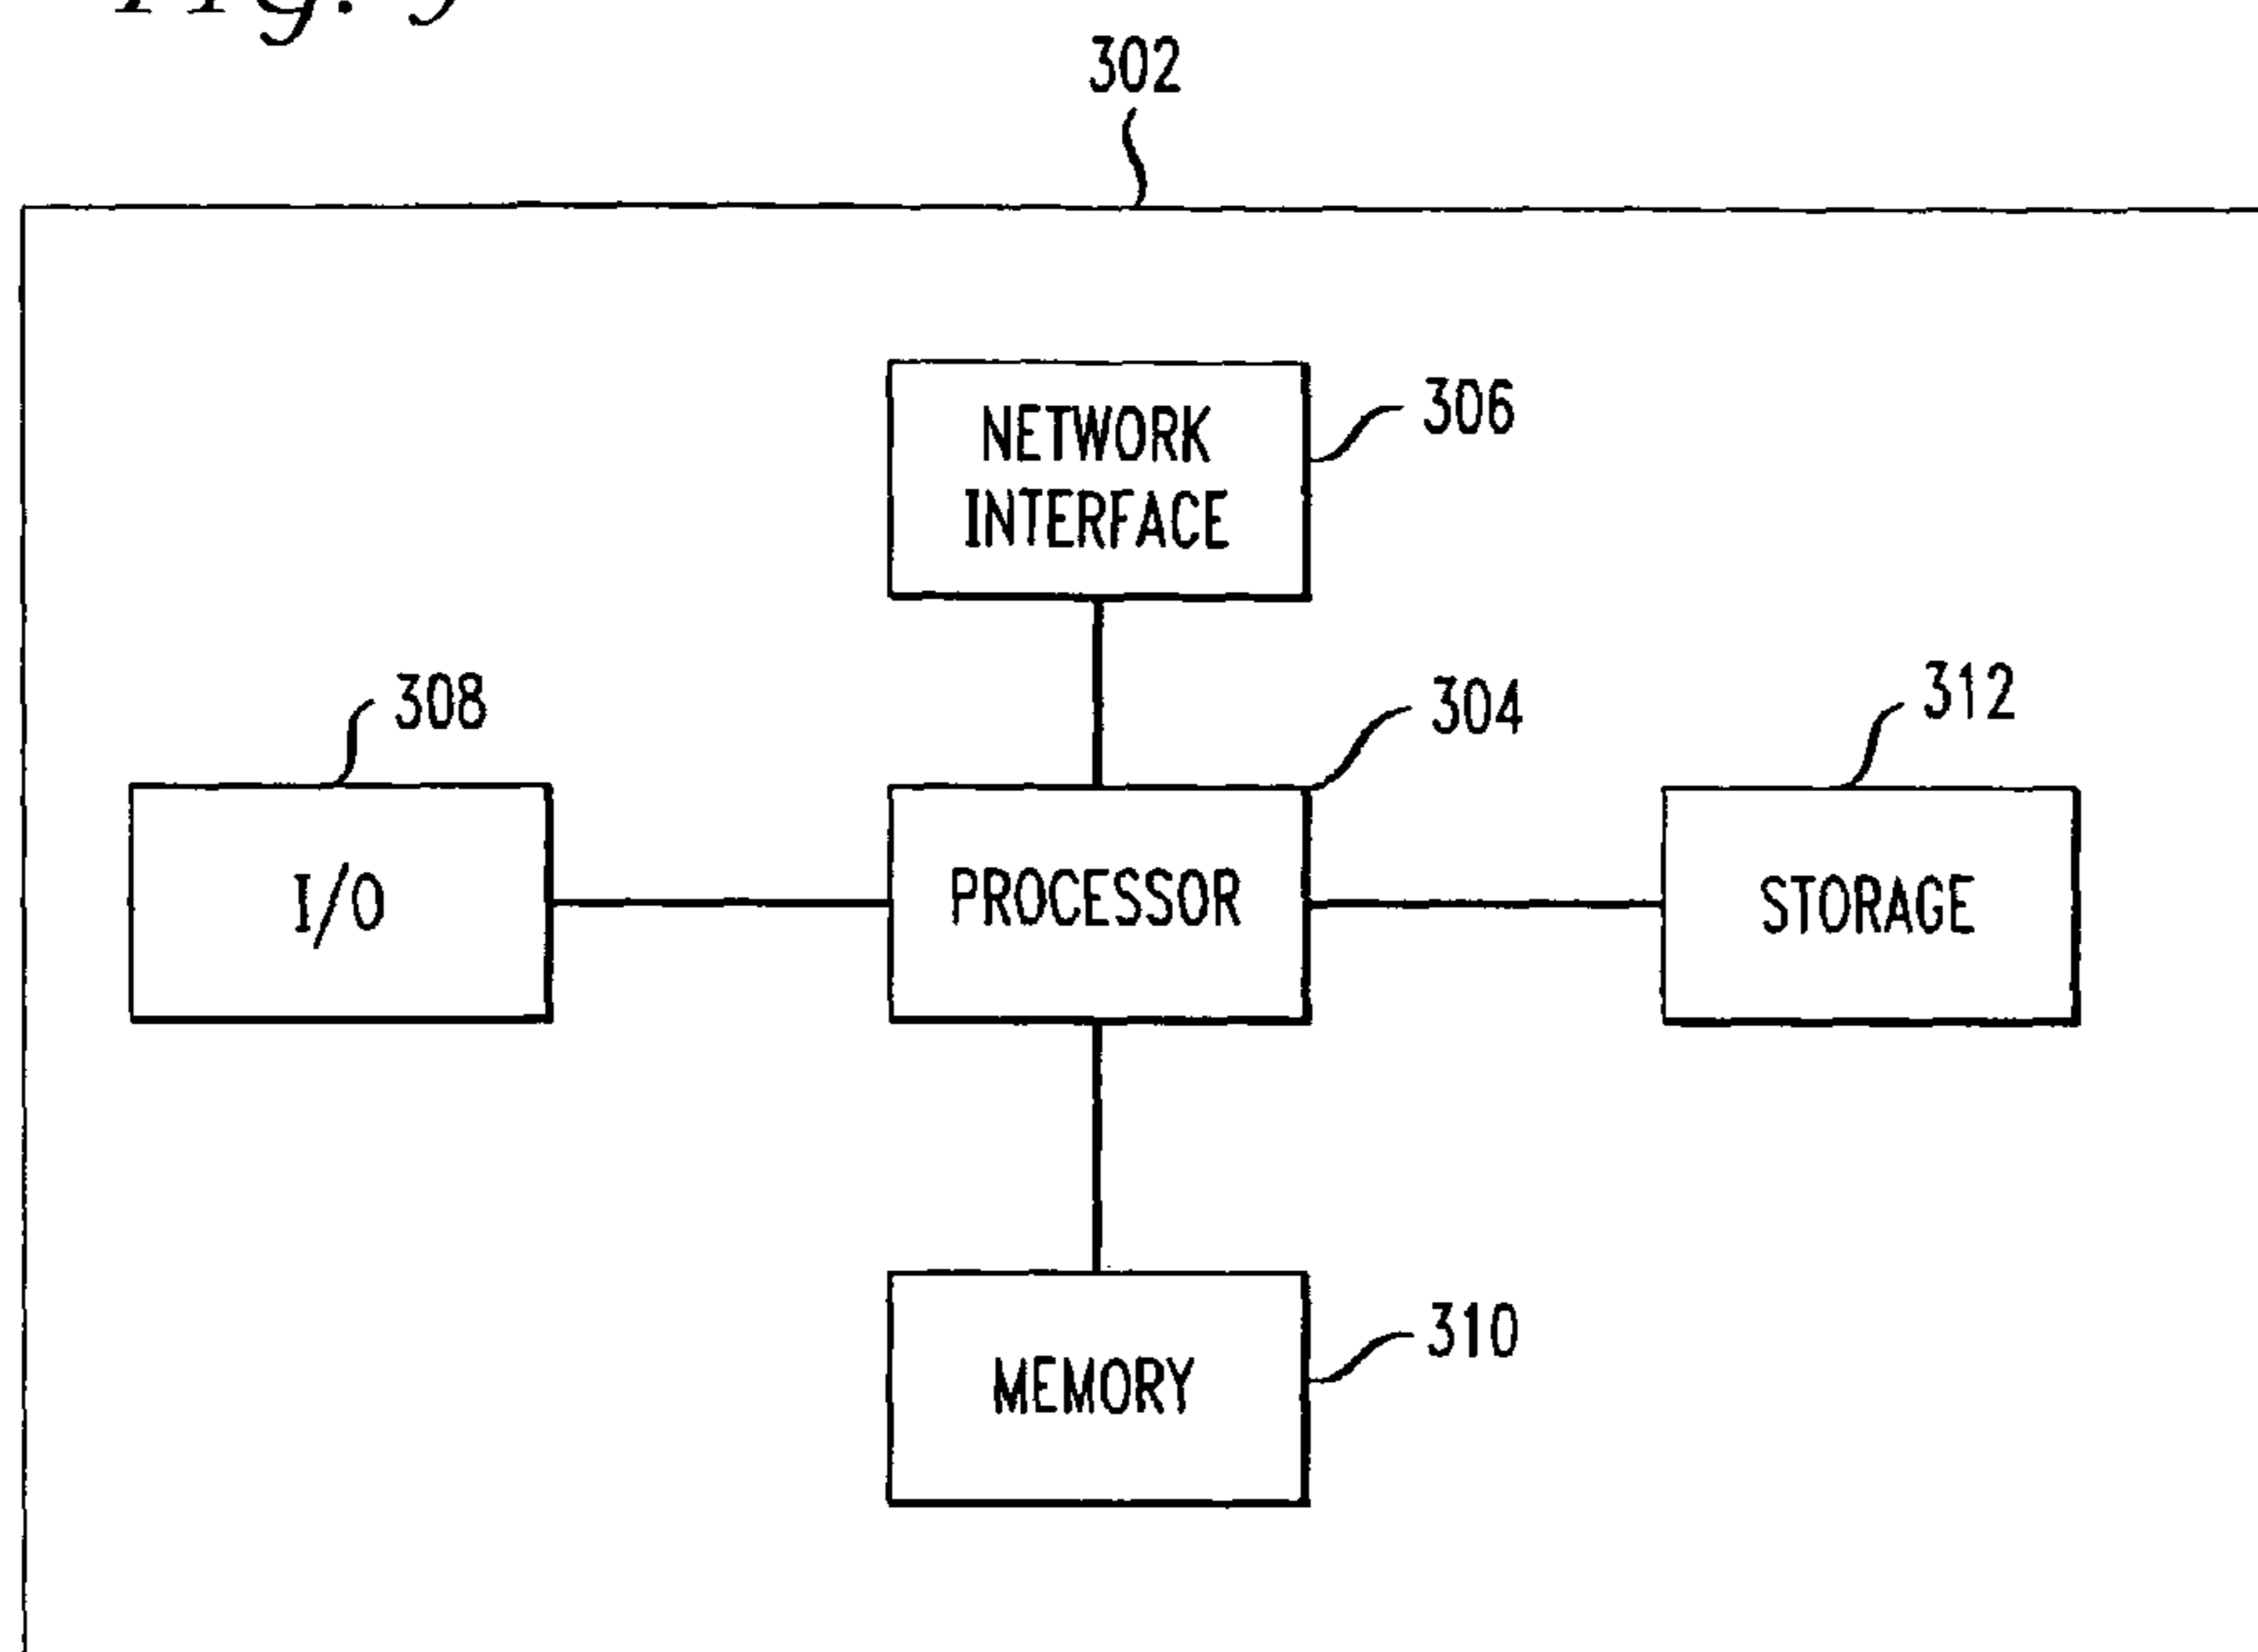 302
NETWORK
INTERFACE
306
308
304
312
I/O
PROCESSOR
STORAGE
MEMORY
310